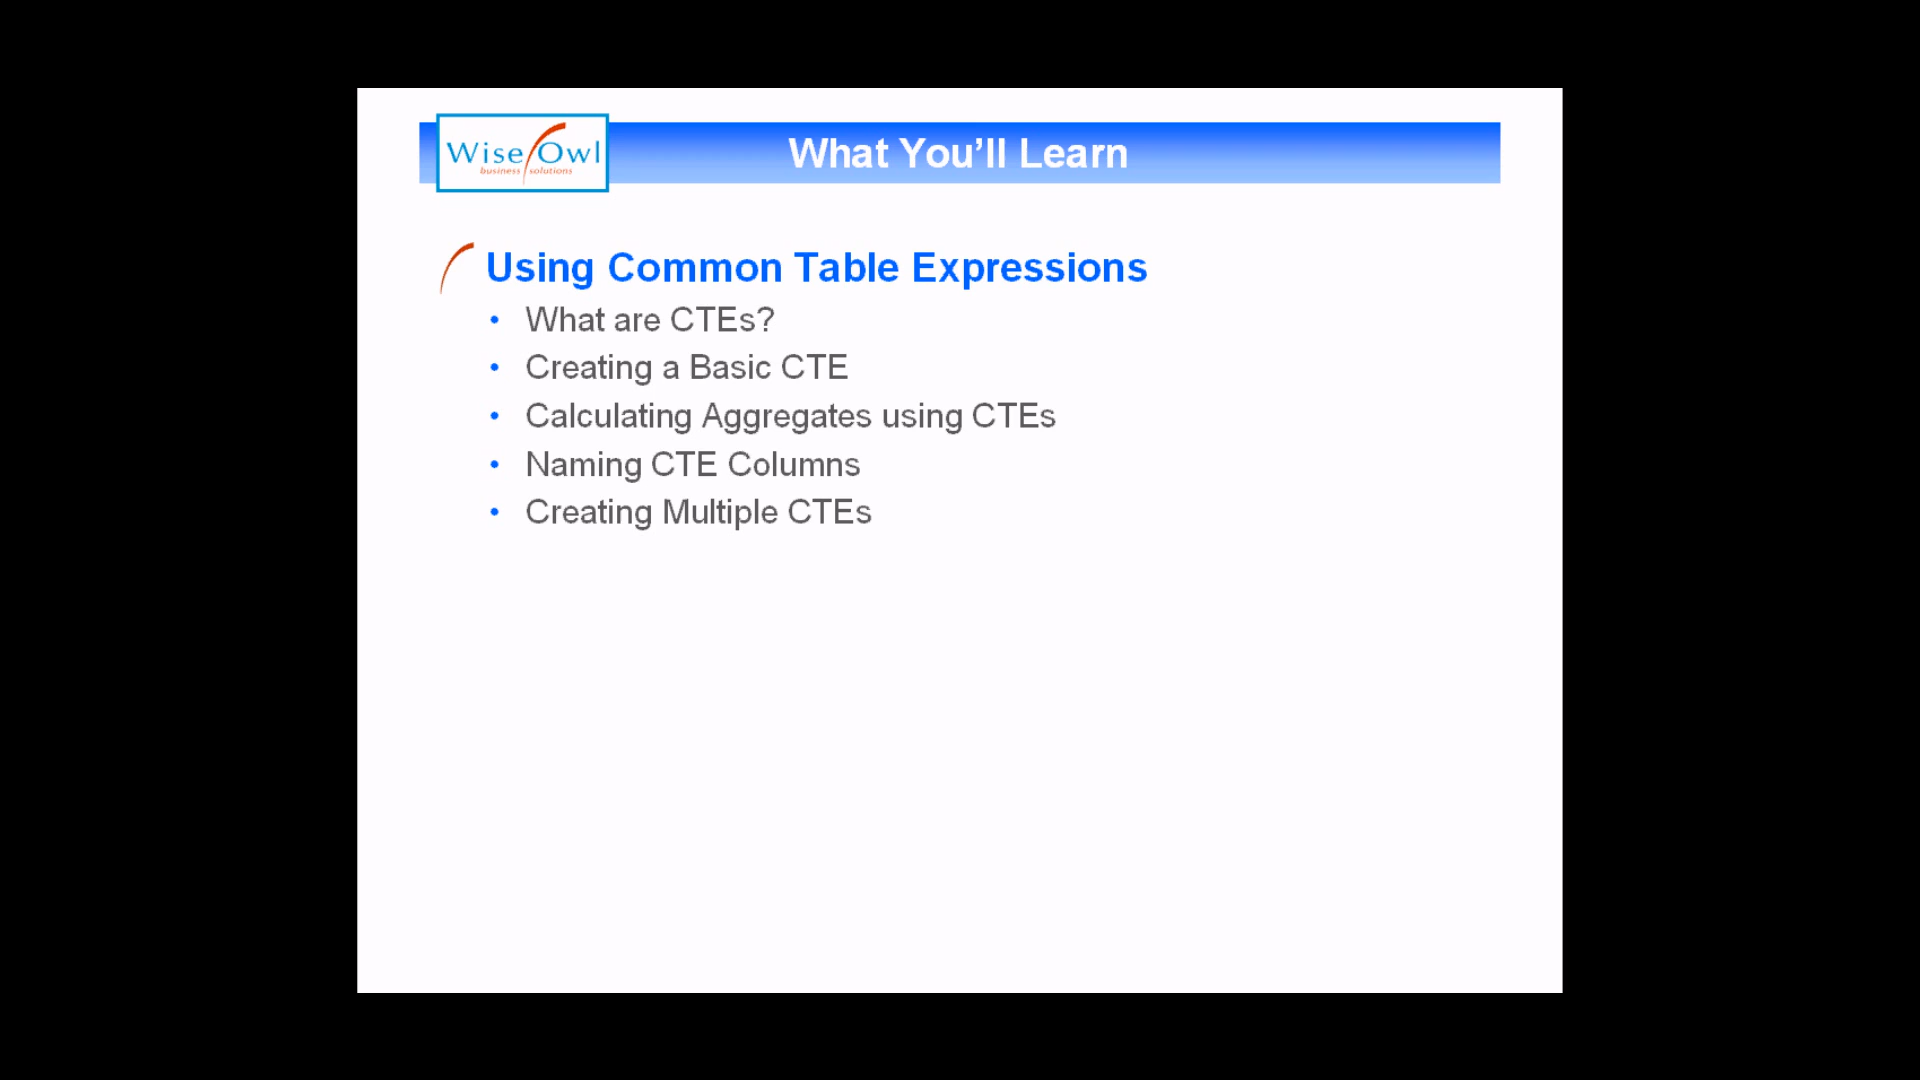 Wise Owl
business solutions
What You'll Learn
Using Common Table Expressions
• What are CTEs?
• Creating a Basic CTE
• Calculating Aggregates using CTEs
• Naming CTE Columns
• Creating Multiple CTEs